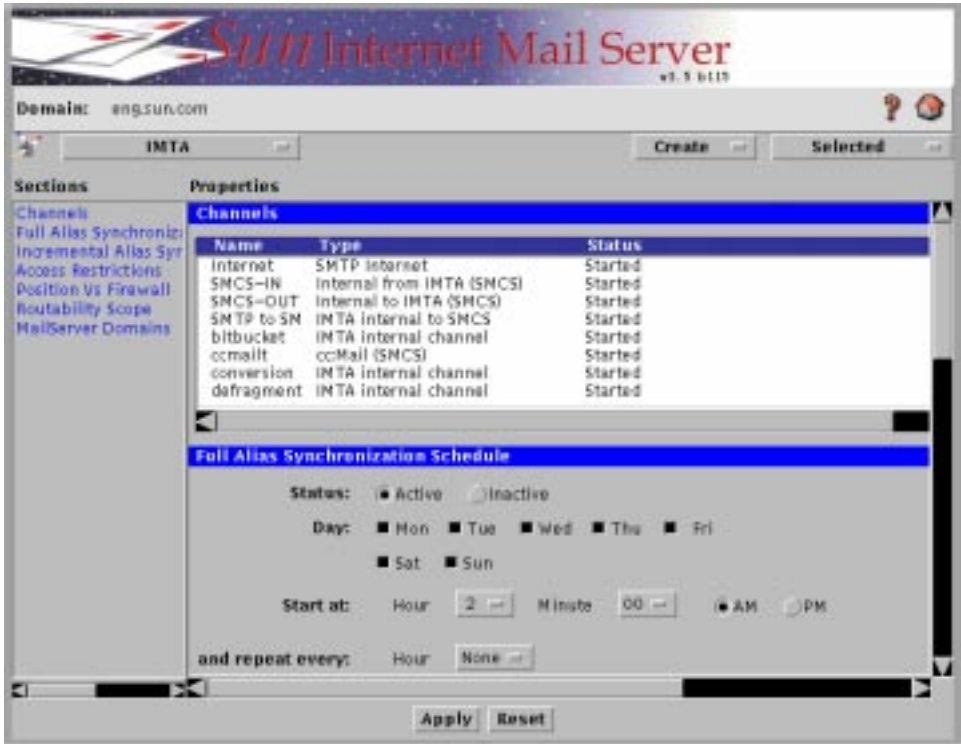 Sun Internet Mail Server
v3.5 b115
Domain: eng.sun.com
IMTA Create Selected
Sections
Channels
Full Alias Synchroniz
Incremental Alias Syr
Access Restrictions
Position Vs Firewall
Routability Scope
MailServer Domains
Properties
Channels
Name Type Status
Internet SMTP Internet Started
SMCS-IN Internal from IMTA (SMCS) Started
SMCS-OUT Internal to IMTA (SMCS) Started
SMTP to SM IMTA internal to SMCS Started
bitbucket IMTA internal channel Started
ccmailt cc:Mail (SMCS) Started
conversion IMTA internal channel Started
defragment IMTA internal channel Started
Full Alias Synchronization Schedule
Status: Active Inactive
Day: Mon Tue Wed Thu Fri
Sat Sun
Start at: Hour 2 Minute 00 AM PM
and repeat every: Hour None
Apply Reset